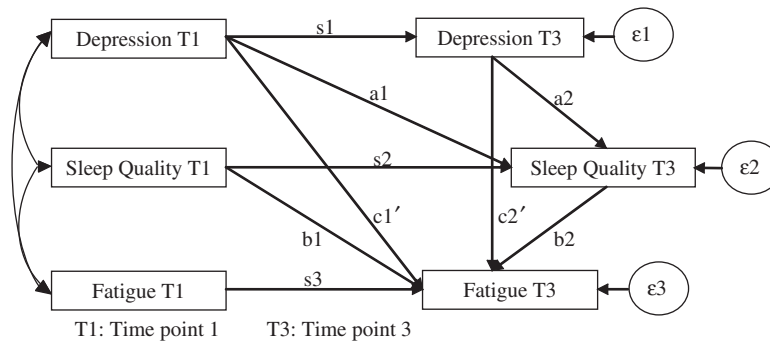 Depression T1
s1
Depression T3
ε1
a1
a2
Sleep Quality T1
s2
Sleep Quality T3
ε2
c1′
c2′
b1
b2
Fatigue T1
s3
Fatigue T3
ε3
T1: Time point 1
T3: Time point 3